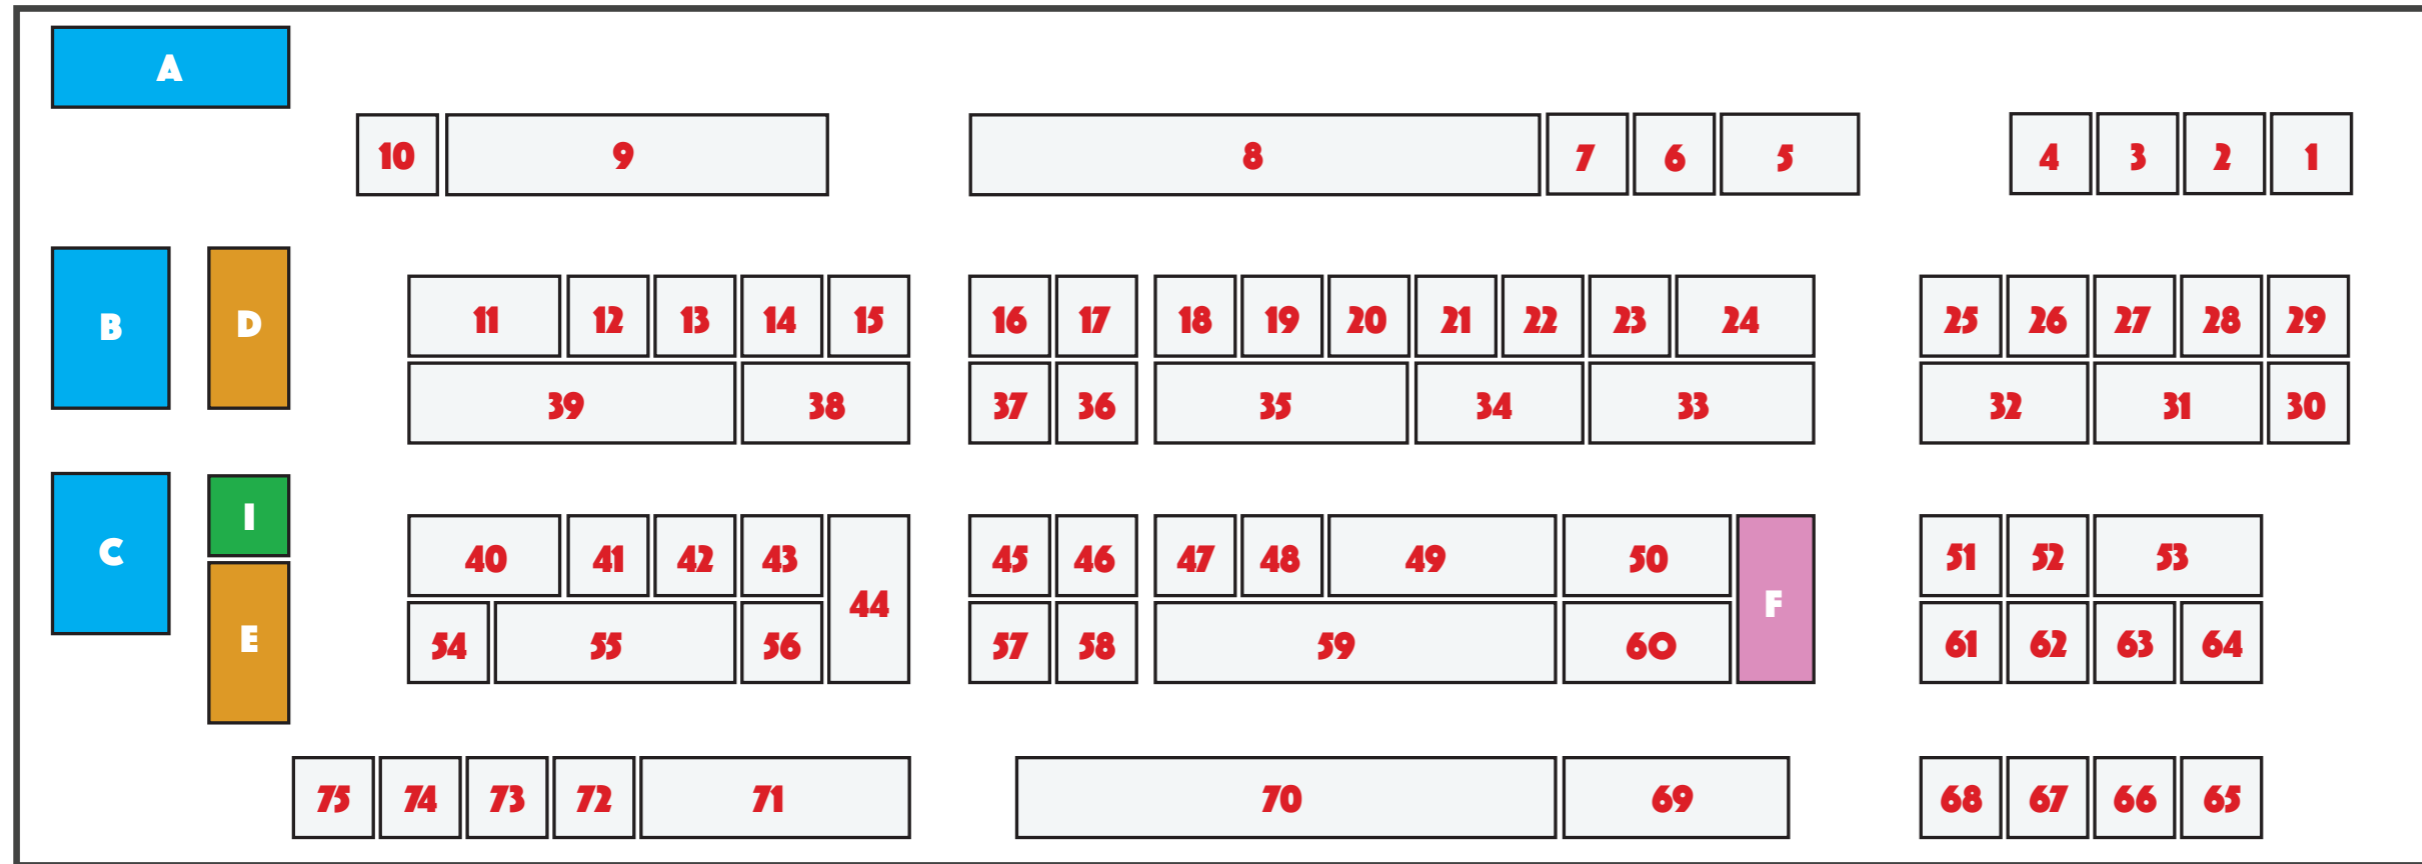 A
10 9 8 7 6 5 4 3 2 1
B D 11 12 13 14 15 16 17 18 19 20 21 22 23 24 25 26 27 28 29
39 38 37 36 35 34 33 32 31 30
C I 40 41 42 43 44 45 46 47 48 49 50 F 51 52 53
E 54 55 56 57 58 59 60 61 62 63 64
75 74 73 72 71 70 69 68 67 66 65